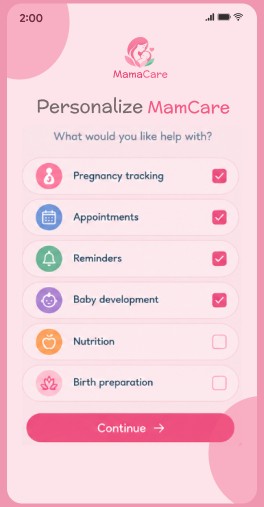 2:00
MamaCare
Personalize MamCare
What would you like help with?
Pregnancy tracking
Appointments
Reminders
Baby development
Nutrition
Birth preparation
Continue →